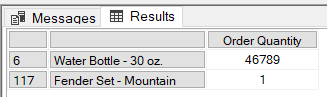 Messages Results
Order Quantity
6 Water Bottle - 30 oz. 46789
117 Fender Set - Mountain 1